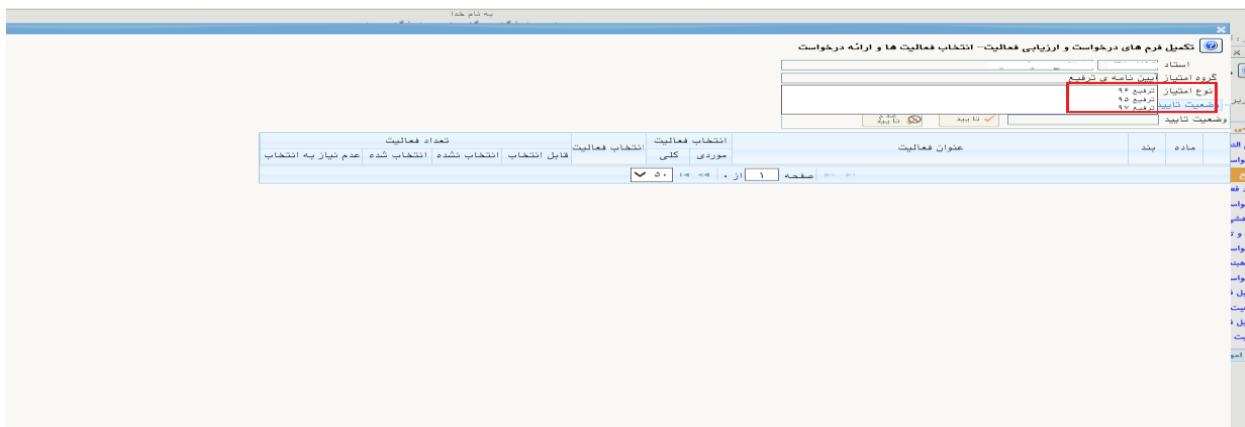 به نام خدا
تکمیل فرم های درخواست و ارزیابی فعالیت- انتخاب فعالیت ها و ارائه درخواست
استاد
گروه امتیاز آیین نامه ی ترفیع
نوع امتیاز ترفیع ۹۴
ترفیع ۹۵
ترفیع ۹۷
وضعیت تایید
وضعیت تایید تایید عدم تایید
ماده بند عنوان فعالیت انتخاب فعالیت انتخاب فعالیت تعداد فعالیت
موردی کلی قابل انتخاب انتخاب نشده انتخاب شده عدم نیاز به انتخاب
صفحه ۱ از ۰ ۵۰